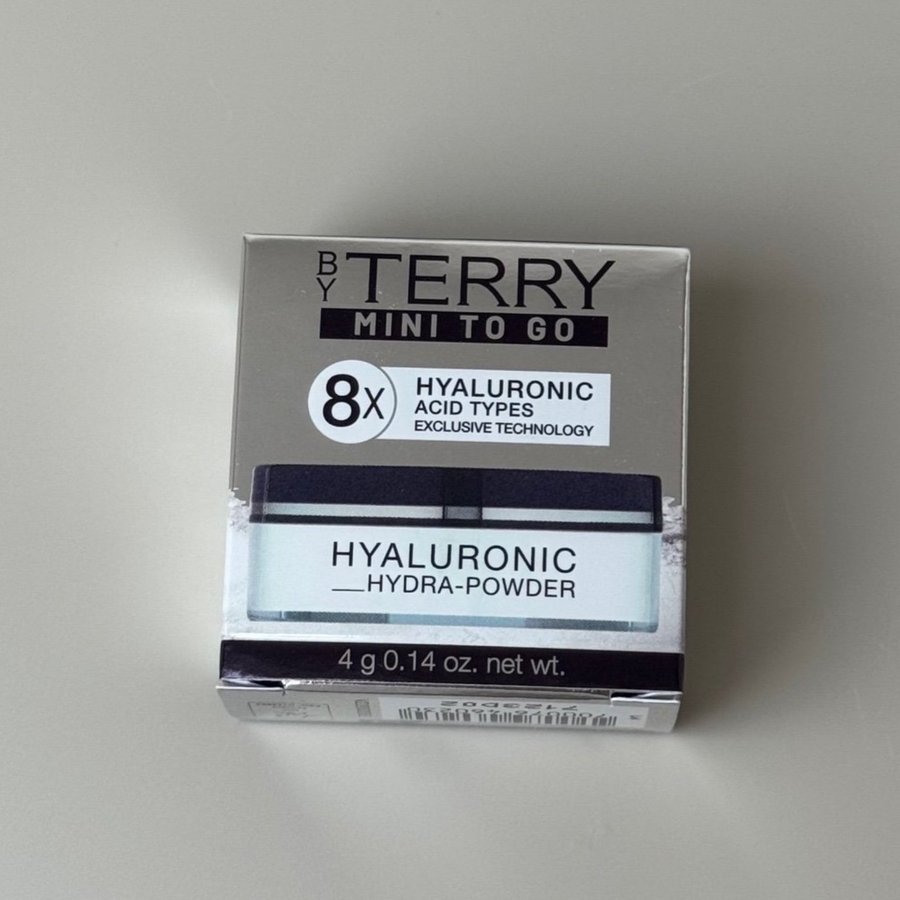 BY TERRY
MINI TO GO
8X
HYALURONIC
ACID TYPES
EXCLUSIVE TECHNOLOGY
HYALURONIC
HYDRA-POWDER
4 g 0.14 oz. net wt.